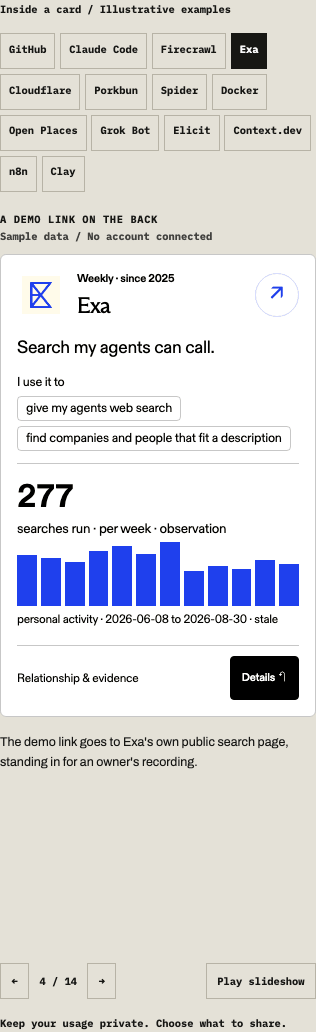 Inside a card / Illustrative examples
GitHub Claude Code Firecrawl Exa
Cloudflare Porkbun Spider Docker
Open Places Grok Bot Elicit Context.dev
n8n Clay
A DEMO LINK ON THE BACK
Sample data / No account connected
Weekly · since 2025
Exa
Search my agents can call.
I use it to
give my agents web search
find companies and people that fit a description
277
searches run · per week · observation
personal activity · 2026-06-08 to 2026-08-30 · stale
Relationship & evidence
Details
The demo link goes to Exa's own public search page,
standing in for an owner's recording.
← 4 / 14 → Play slideshow
Keep your usage private. Choose what to share.